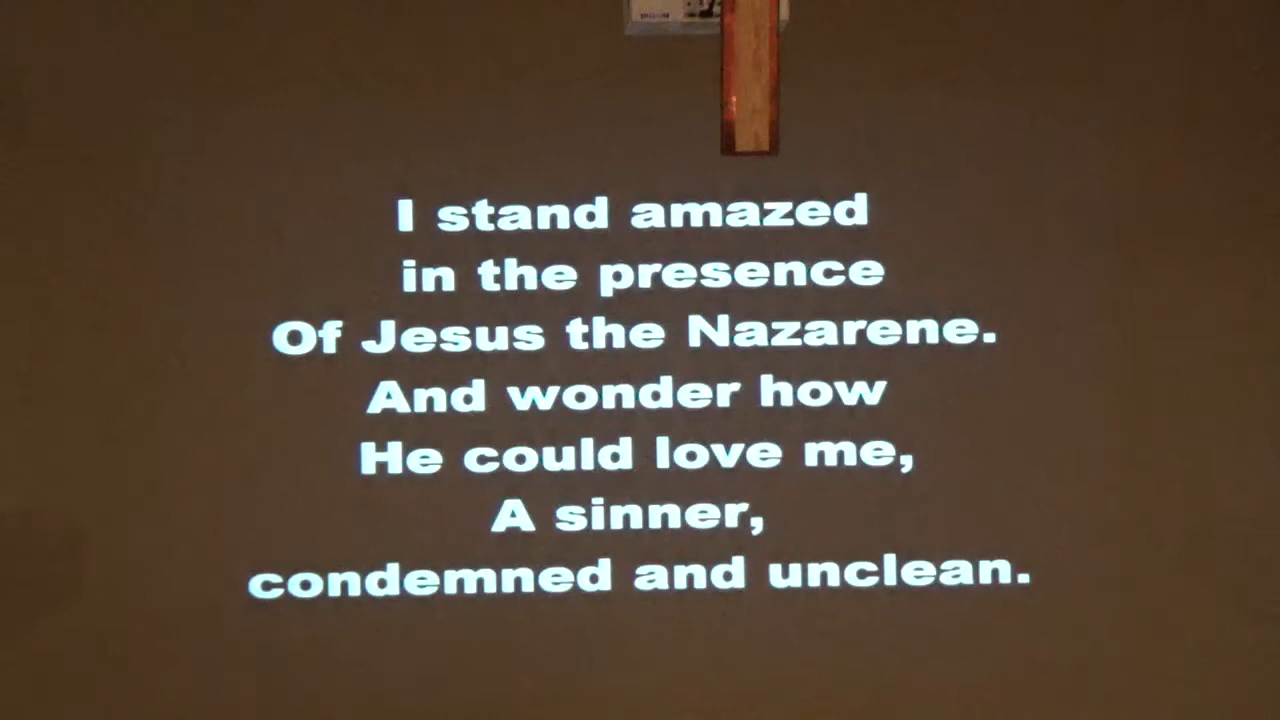 I stand amazed
in the presence
Of Jesus the Nazarene.
And wonder how
He could love me,
A sinner,
condemned and unclean.